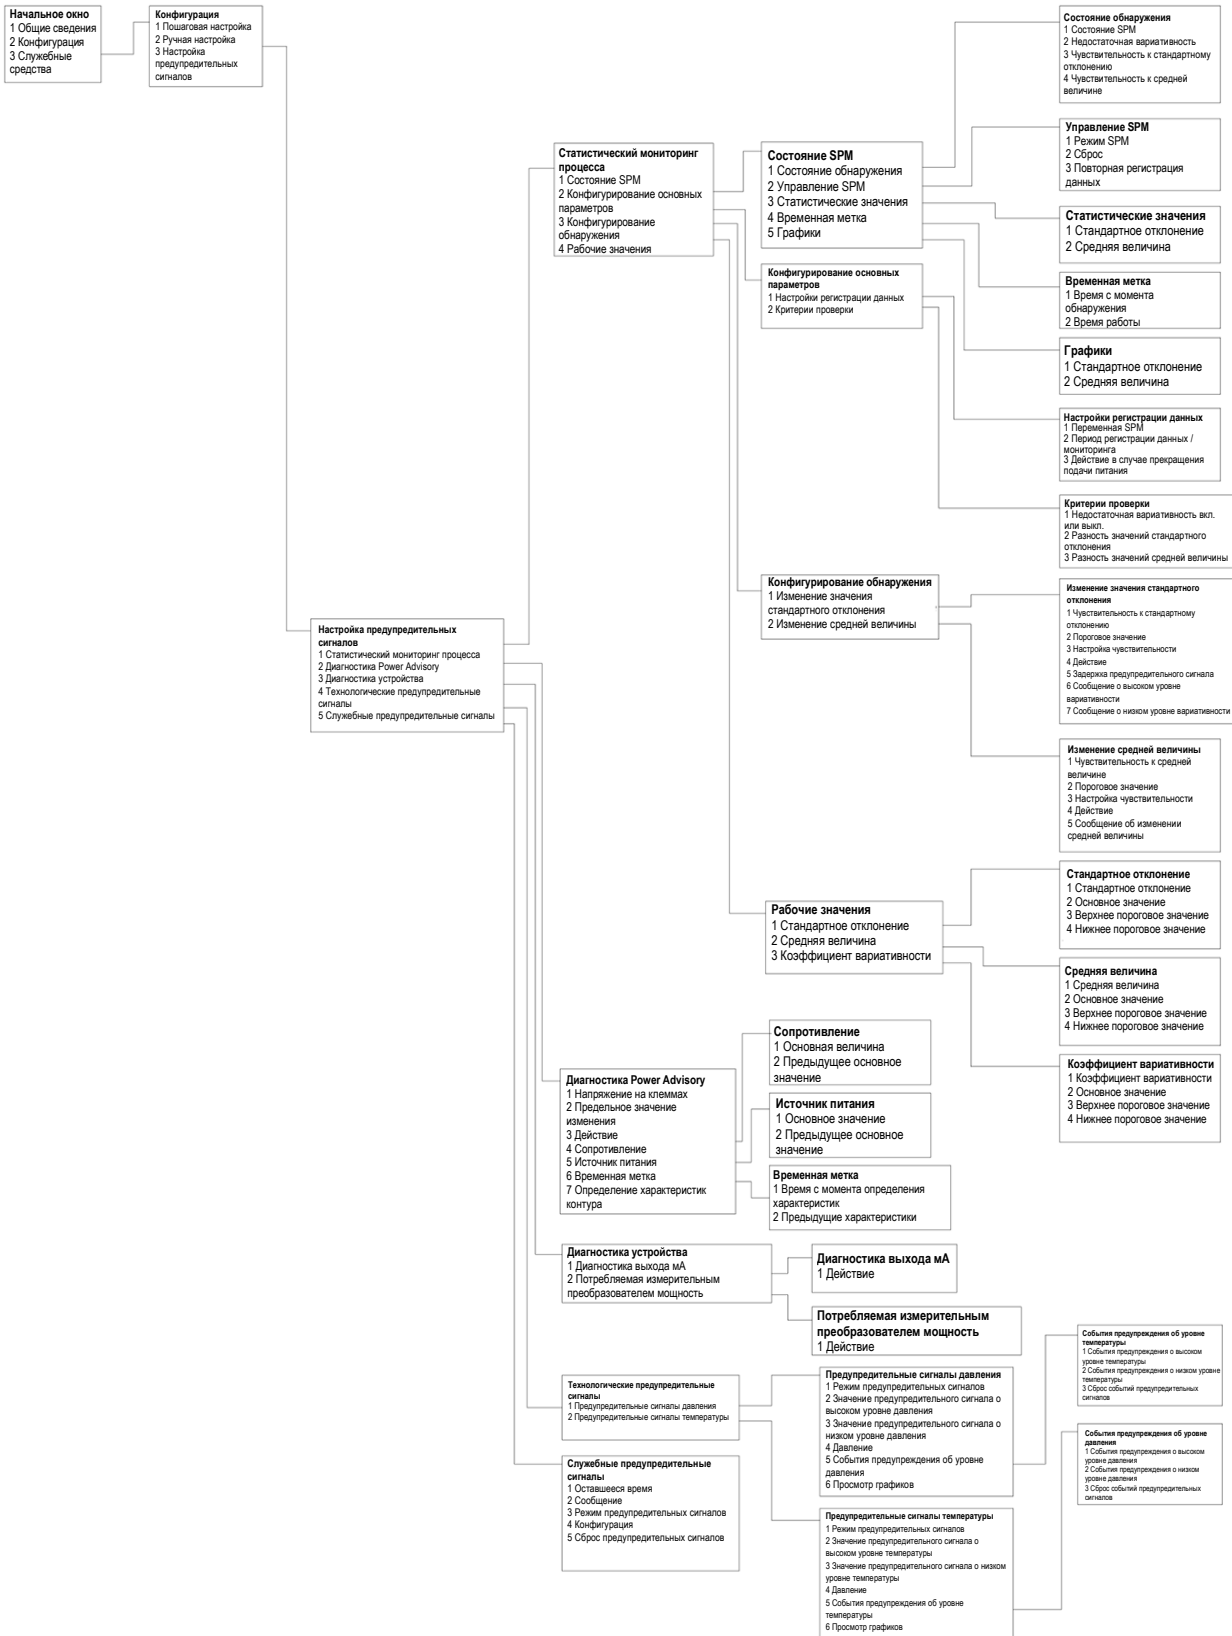 Начальное окно
1 Общие сведения
2 Конфигурация
3 Служебные
средства
Конфигурация
1 Пошаговая настройка
2 Ручная настройка
3 Настройка
предупредительных
сигналов
Настройка предупредительных
сигналов
1 Статистический мониторинг процесса
2 Диагностика Power Advisory
3 Диагностика устройства
4 Технологические предупредительные
сигналы
5 Служебные предупредительные сигналы
Статистический мониторинг
процесса
1 Состояние SPM
2 Конфигурирование основных
параметров
3 Конфигурирование
обнаружения
4 Рабочие значения
Состояние SPM
1 Состояние обнаружения
2 Управление SPM
3 Статистические значения
4 Временная метка
5 Графики
Конфигурирование основных
параметров
1 Настройки регистрации данных
2 Критерии проверки
Состояние обнаружения
1 Состояние SPM
2 Недостаточная вариативность
3 Чувствительность к стандартному
отклонению
4 Чувствительность к средней
величине
Управление SPM
1 Режим SPM
2 Сброс
3 Повторная регистрация
данных
Статистические значения
1 Стандартное отклонение
2 Средняя величина
Временная метка
1 Время с момента
обнаружения
2 Время работы
Графики
1 Стандартное отклонение
2 Средняя величина
Настройки регистрации данных
1 Переменная SPM
2 Период регистрации данных /
мониторинга
3 Действие в случае прекращения
подачи питания
Критерии проверки
1 Недостаточная вариативность вкл.
или выкл.
2 Разность значений стандартного
отклонения
3 Разность значений средней величины
Конфигурирование обнаружения
1 Изменение значения
стандартного отклонения
2 Изменение средней величины
Изменение значения стандартного
отклонения
1 Чувствительность к стандартному
отклонению
2 Пороговое значение
3 Настройка чувствительности
4 Действие
5 Задержка предупредительного сигнала
6 Сообщение о высоком уровне
вариативности
7 Сообщение о низком уровне вариативности
Изменение средней величины
1 Чувствительность к средней
величине
2 Пороговое значение
3 Настройка чувствительности
4 Действие
5 Сообщение об изменении
средней величины
Рабочие значения
1 Стандартное отклонение
2 Средняя величина
3 Коэффициент вариативности
Стандартное отклонение
1 Стандартное отклонение
2 Основное значение
3 Верхнее пороговое значение
4 Нижнее пороговое значение
Средняя величина
1 Средняя величина
2 Основное значение
3 Верхнее пороговое значение
4 Нижнее пороговое значение
Коэффициент вариативности
1 Коэффициент вариативности
2 Основное значение
3 Верхнее пороговое значение
4 Нижнее пороговое значение
Диагностика Power Advisory
1 Напряжение на клеммах
2 Предельное значение
изменения
3 Действие
4 Сопротивление
5 Источник питания
6 Временная метка
7 Определение характеристик
контура
Сопротивление
1 Основная величина
2 Предыдущее основное
значение
Источник питания
1 Основное значение
2 Предыдущее основное
значение
Временная метка
1 Время с момента определения
характеристик
2 Предыдущие характеристики
Диагностика устройства
1 Диагностика выхода мА
2 Потребляемая измерительным
преобразователем мощность
Диагностика выхода мА
1 Действие
Потребляемая измерительным
преобразователем мощность
1 Действие
Технологические предупредительные
сигналы
1 Предупредительные сигналы давления
2 Предупредительные сигналы температуры
Предупредительные сигналы давления
1 Режим предупредительных сигналов
2 Значение предупредительного сигнала о
высоком уровне давления
3 Значение предупредительного сигнала о
низком уровне давления
4 Давление
5 События предупреждения об уровне
давления
6 Просмотр графиков
События предупреждения об уровне
температуры
1 События предупреждения о высоком
уровне температуры
2 События предупреждения о низком уровне
температуры
3 Сброс событий предупредительных
сигналов
События предупреждения об уровне
давления
1 События предупреждения о высоком
уровне давления
2 События предупреждения о низком
уровне давления
3 Сброс событий предупредительных
сигналов
Служебные предупредительные
сигналы
1 Оставшееся время
2 Сообщение
3 Режим предупредительных сигналов
4 Конфигурация
5 Сброс предупредительных сигналов
Предупредительные сигналы температуры
1 Режим предупредительных сигналов
2 Значение предупредительного сигнала о
высоком уровне температуры
3 Значение предупредительного сигнала о низком
уровне температуры
4 Давление
5 События предупреждения об уровне
температуры
6 Просмотр графиков